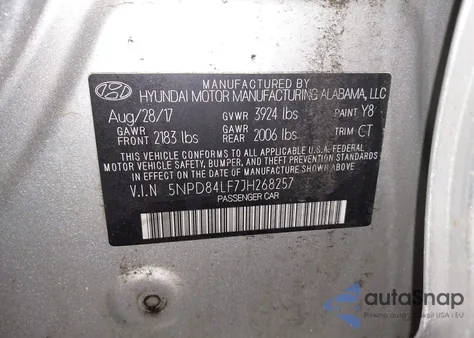 MANUFACTURED BY
HYUNDAI MOTOR MANUFACTURING ALABAMA, LLC
Aug/28/17 GVWR 3924 lbs PAINT Y8
GAWR FRONT 2183 lbs GAWR REAR 2006 lbs TRIM CT
THIS VEHICLE CONFORMS TO ALL APPLICABLE U.S.A. FEDERAL
MOTOR VEHICLE SAFETY, BUMPER, AND THEFT PREVENTION
STANDARDS IN EFFECT ON THE DATE OF MANUFACTURE SHOWN ABOVE.
V.I.N 5NPD84LF7JH268257
PASSENGER CAR
autoSnap
USA - EU